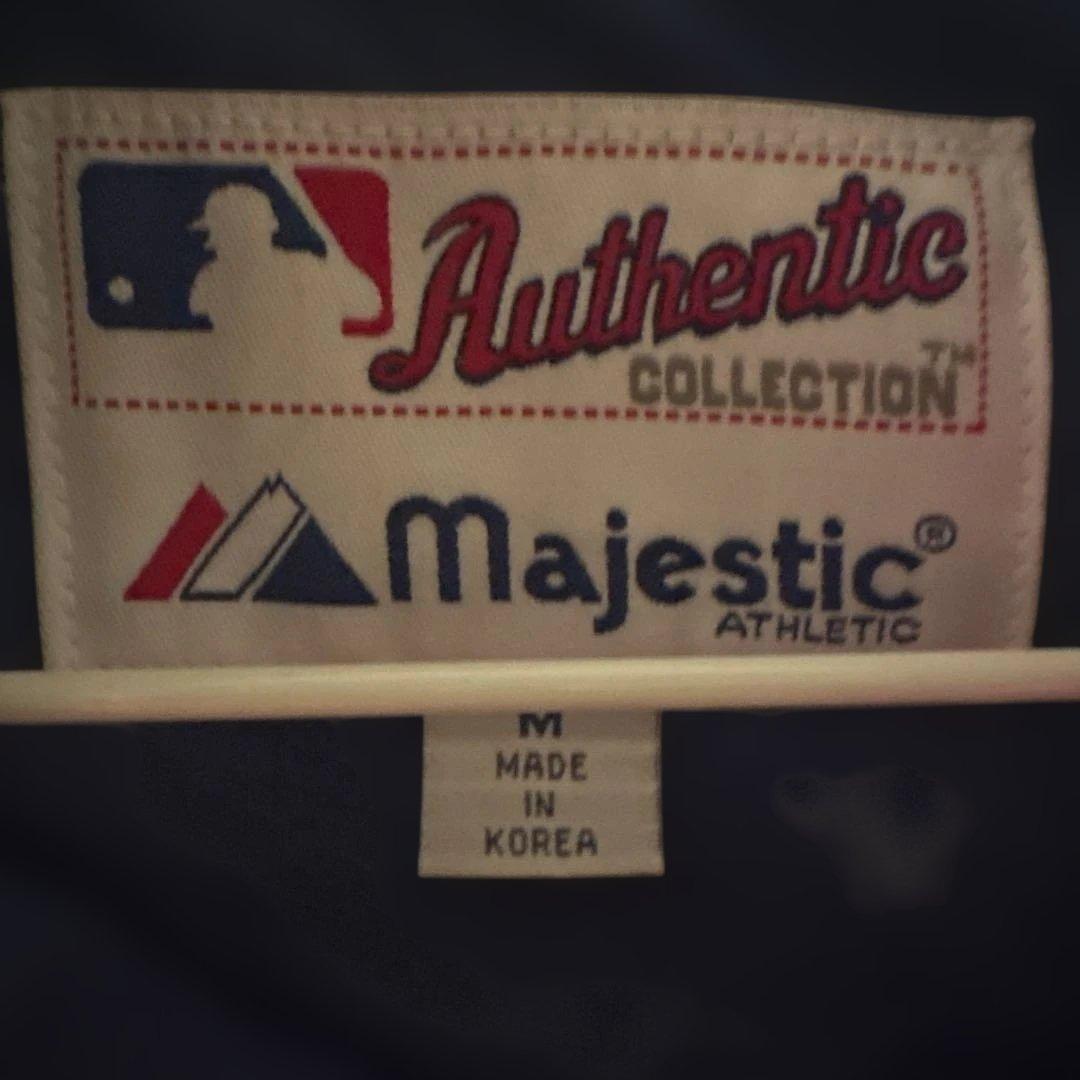 Authentic
COLLECTION™
Majestic®
ATHLETIC
M
MADE
IN
KOREA